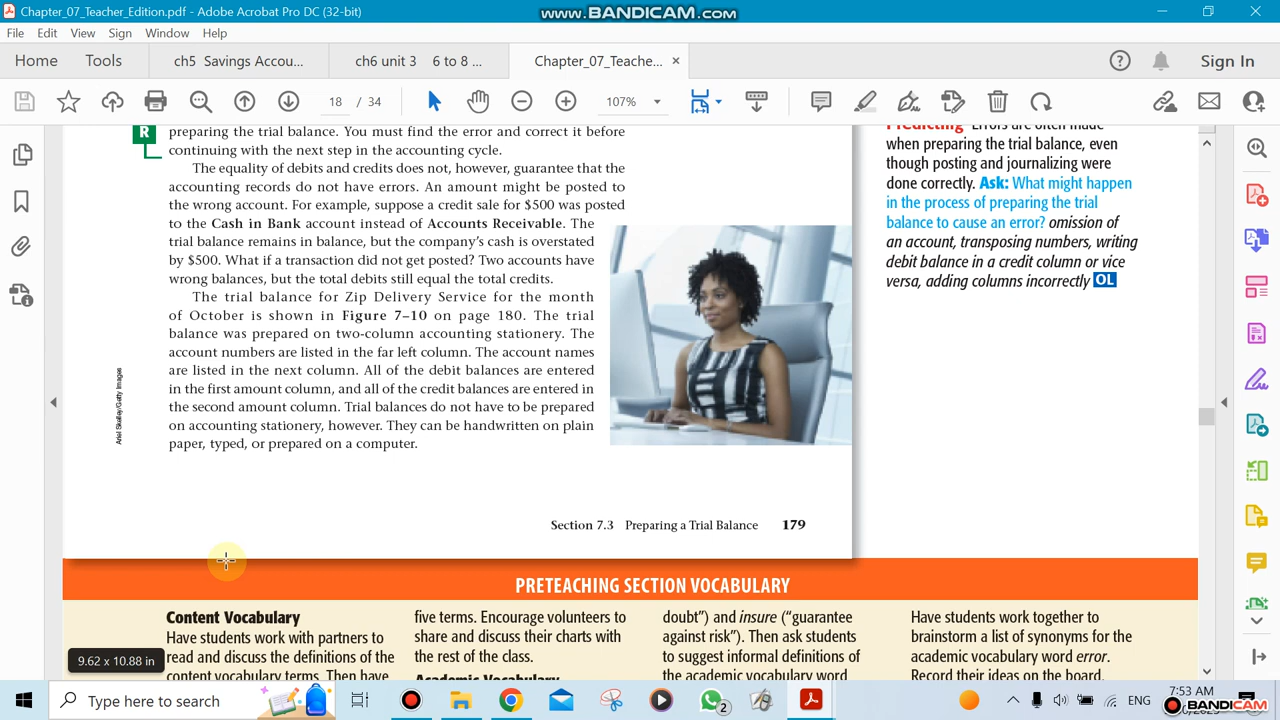 Chapter_07_Teacher_Edition.pdf - Adobe Acrobat Pro DC (32-bit)
www.BANDICAM.com
File Edit View Sign Window Help
Home Tools ch5 Savings Accou... ch6 unit 3 6 to 8 ... Chapter_07_Teache... Sign In
18 / 34 107%
R
preparing the trial balance. You must find the error and correct it before
continuing with the next step in the accounting cycle.
The equality of debits and credits does not, however, guarantee that the
accounting records do not have errors. An amount might be posted to
the wrong account. For example, suppose a credit sale for $500 was posted
to the Cash in Bank account instead of Accounts Receivable. The
trial balance remains in balance, but the company's cash is overstated
by $500. What if a transaction did not get posted? Two accounts have
wrong balances, but the total debits still equal the total credits.
The trial balance for Zip Delivery Service for the month
of October is shown in Figure 7–10 on page 180. The trial
balance was prepared on two-column accounting stationery. The
account numbers are listed in the far left column. The account names
are listed in the next column. All of the debit balances are entered
in the first amount column, and all of the credit balances are entered in
the second amount column. Trial balances do not have to be prepared
on accounting stationery, however. They can be handwritten on plain
paper, typed, or prepared on a computer.
Ariel Skelley/Getty Images
Section 7.3 Preparing a Trial Balance 179
Predicting Errors are often made
when preparing the trial balance, even
though posting and journalizing were
done correctly. Ask: What might happen
in the process of preparing the trial
balance to cause an error? omission of
an account, transposing numbers, writing
debit balance in a credit column or vice
versa, adding columns incorrectly OL
PRETEACHING SECTION VOCABULARY
Content Vocabulary
Have students work with partners to
read and discuss the definitions of the
content vocabulary terms. Then have
five terms. Encourage volunteers to
share and discuss their charts with
the rest of the class.
Academic Vocabulary
doubt") and insure ("guarantee
against risk"). Then ask students
to suggest informal definitions of
the academic vocabulary word
Have students work together to
brainstorm a list of synonyms for the
academic vocabulary word error.
Record their ideas on the board.
9.62 x 10.88 in
Type here to search
2
ENG
7:53 AM
BANDICAM